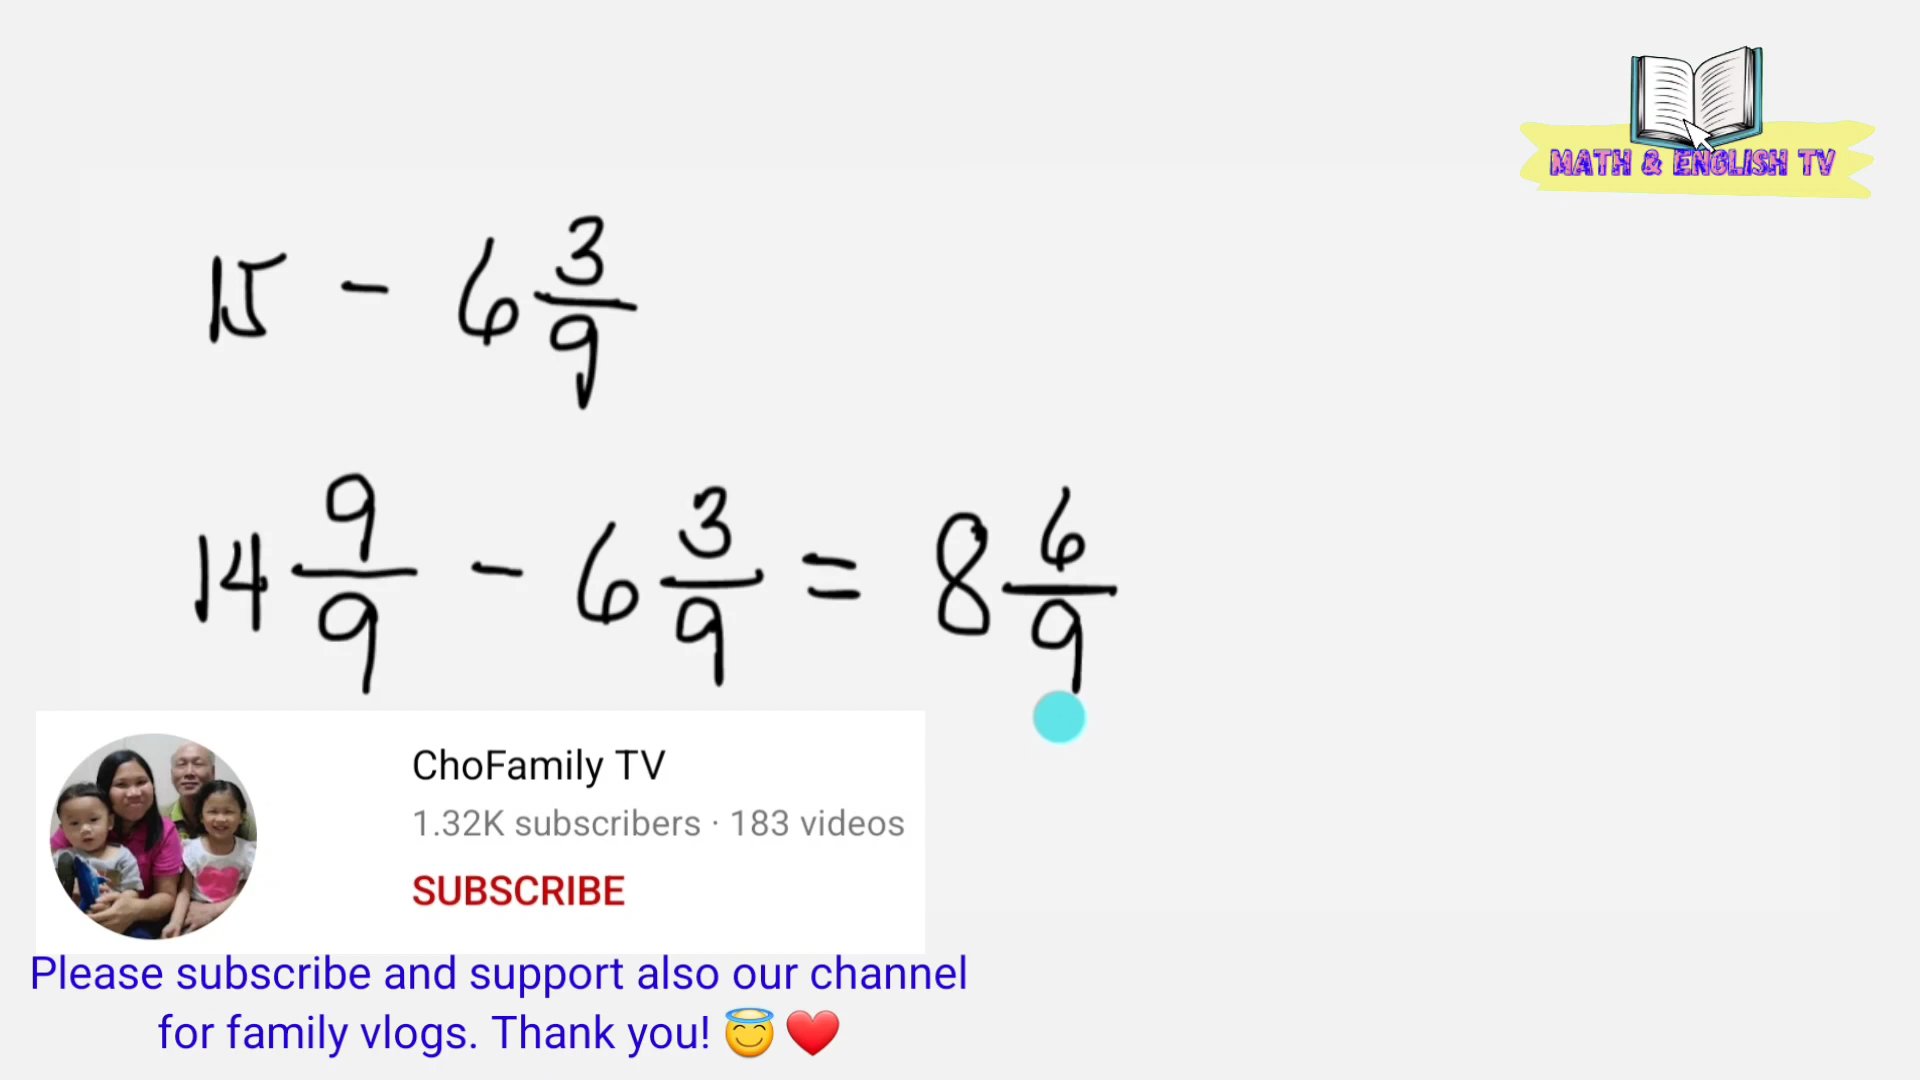 MATH & ENGLISH TV
15 - 6 3/9
14 9/9 - 6 3/9 = 8 6/9
ChoFamily TV
1.32K subscribers · 183 videos
SUBSCRIBE
Please subscribe and support also our channel
for family vlogs. Thank you! 😇 ❤️